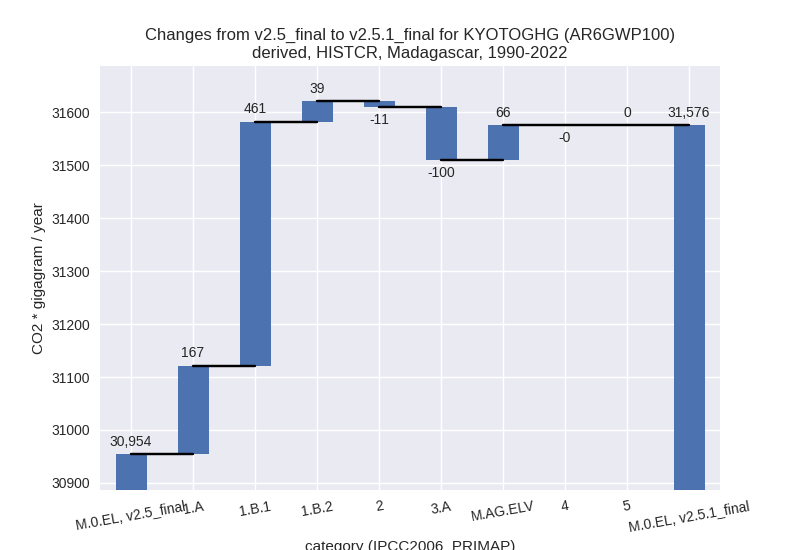 Changes from v2.5_final to v2.5.1_final for KYOTOGHG (AR6GWP100)
derived, HISTCR, Madagascar, 1990-2022
CO2 * gigagram / year
31600
31500
31400
31300
31200
31100
31000
30900
30,954
167
461
39
-11
-100
66
-0
0
31,576
M.0.EL, v2.5_final
1.A
1.B.1
1.B.2
2
3.A
M.AG.ELV
4
5
M.0.EL, v2.5.1_final
category (IPCC2006_PRIMAP)